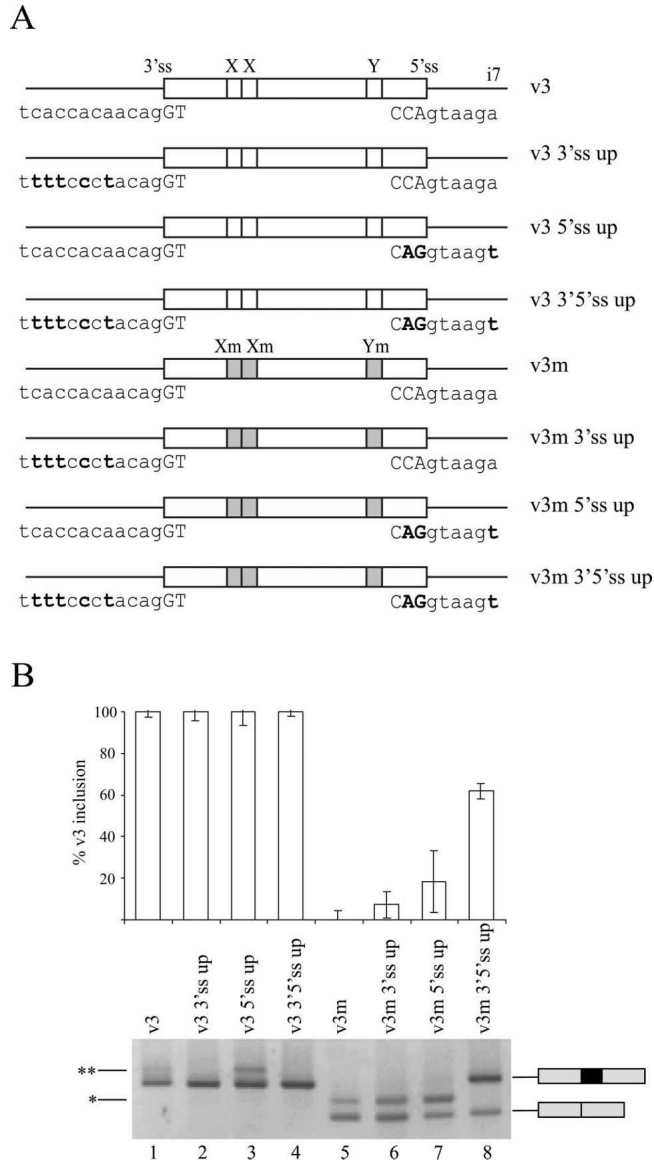 A
3'ss X X Y 5'ss i7
v3
tcaccacaacagGT CCAgtaaga
v3 3'ss up
ttttccctacagGT CCAgtaaga
v3 5'ss up
tcaccacaacagGT CAGgtaagt
v3 3'5'ss up
ttttccctacagGT CAGgtaagt
Xm Xm Ym
v3m
tcaccacaacagGT CCAgtaaga
v3m 3'ss up
ttttccctacagGT CCAgtaaga
v3m 5'ss up
tcaccacaacagGT CAGgtaagt
v3m 3'5'ss up
ttttccctacagGT CAGgtaagt
B
% v3 inclusion
100
80
60
40
20
v3
v3 3'ss up
v3 5'ss up
v3 3'5'ss up
v3m
v3m 3'ss up
v3m 5'ss up
v3m 3'5'ss up
**
*
1 2 3 4 5 6 7 8